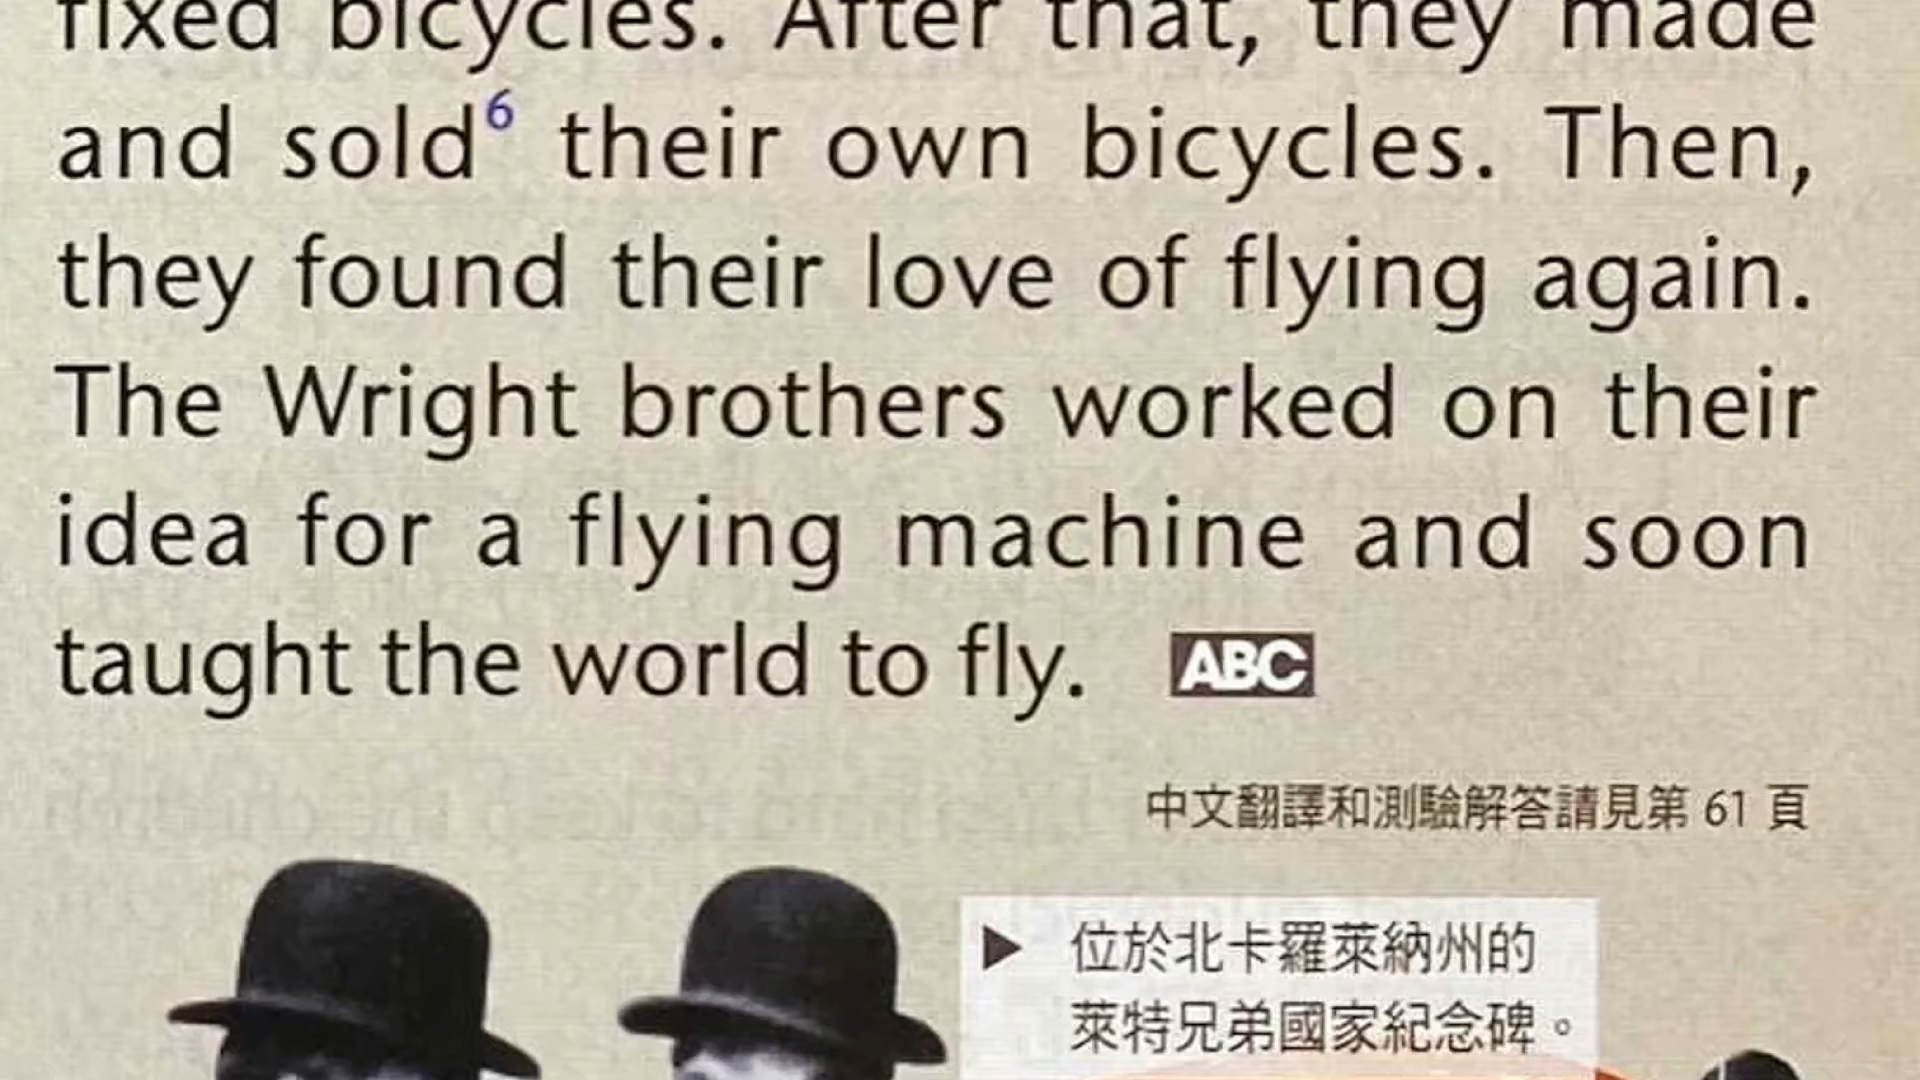 fixed bicycles. After that, they made
and sold6 their own bicycles. Then,
they found their love of flying again.
The Wright brothers worked on their
idea for a flying machine and soon
taught the world to fly. ABC
中文翻譯和測驗解答請見第 61 頁
▶ 位於北卡羅萊納州的
萊特兄弟國家紀念碑。